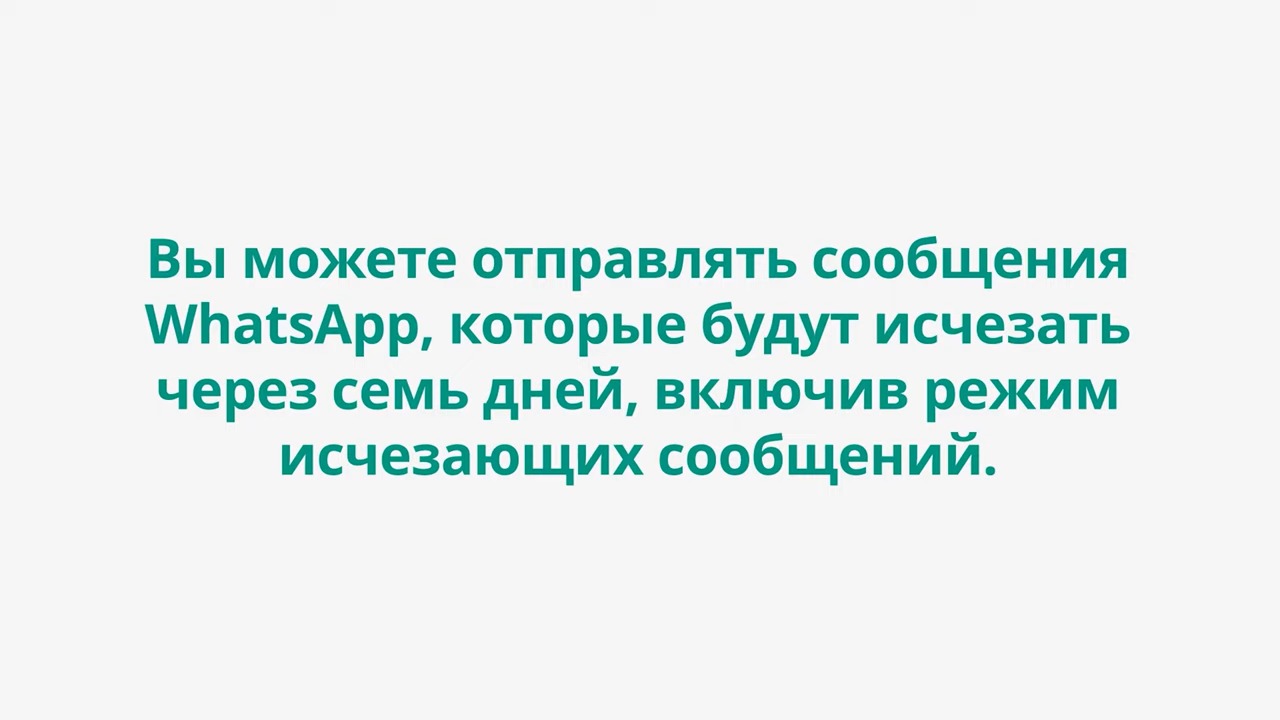 Вы можете отправлять сообщения
WhatsApp, которые будут исчезать
через семь дней, включив режим
исчезающих сообщений.